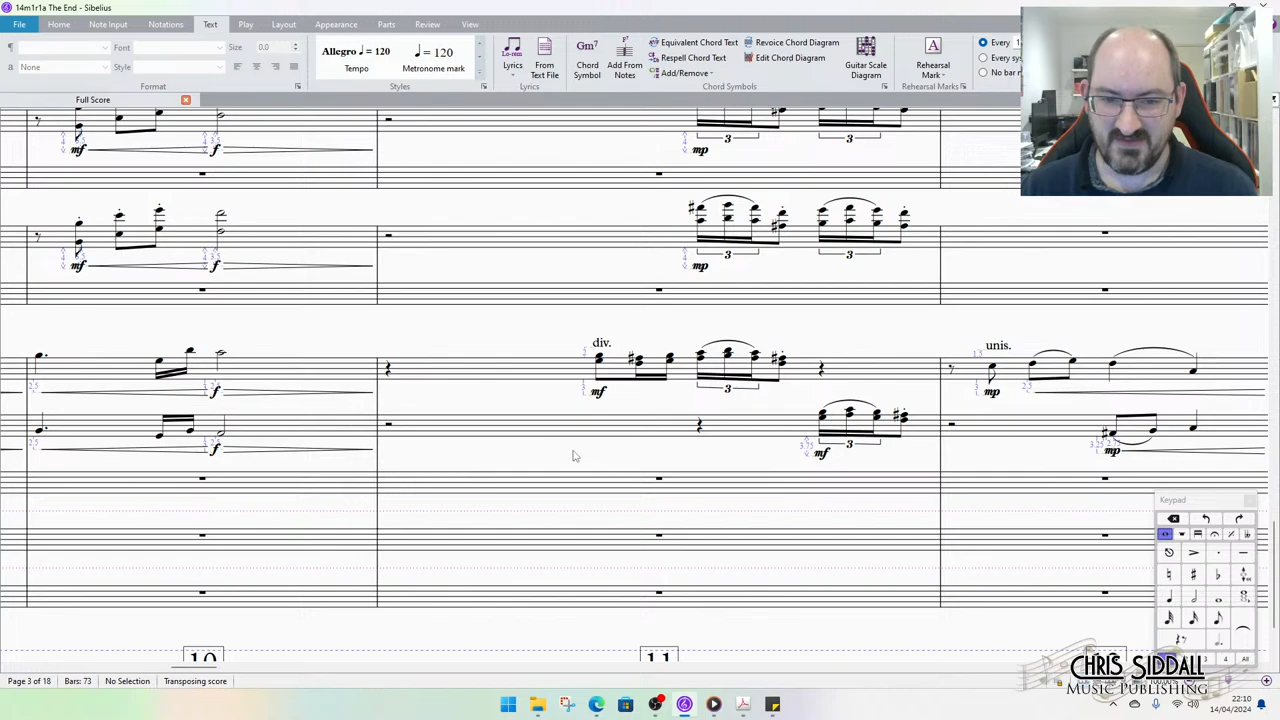 14m1r1a The End - Sibelius
File Home Note Input Notations Text Play Layout Appearance Parts Review View
Font Size 0.0
None Style
Format
Allegro ♩ = 120
Tempo
♩ = 120
Metronome mark
Styles
Lyrics
From Text File
Lyrics
Gm7
Chord Symbol
Add From Notes
Equivalent Chord Text
Respell Chord Text
Add/Remove
Revoice Chord Diagram
Edit Chord Diagram
Guitar Scale Diagram
Chord Symbols
A
Rehearsal Mark
Rehearsal Marks
Every 1
Every sys
No bar n
Full Score
mf f 3 3 mp
mf f 3 3 mp
div. unis.
f mf 3 mp
f 3 mf mp
10 11
Keypad
4 All
CHRIS SIDDALL
MUSIC PUBLISHING
Page 3 of 18 Bars: 73 No Selection Transposing score
22:10
14/04/2024